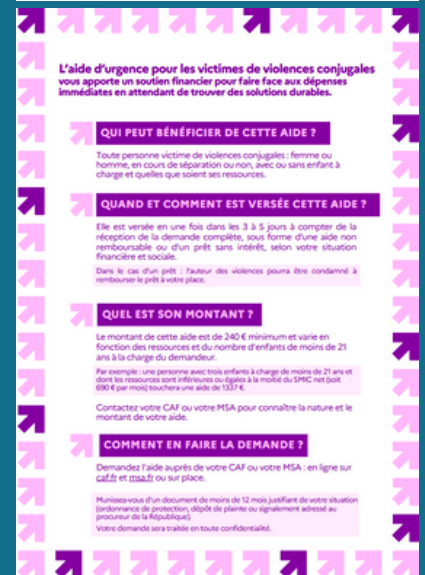 L'aide d'urgence pour les victimes de violences conjugales
vous apporte un soutien financier pour faire face aux dépenses
immédiates en attendant de trouver des solutions durables.
QUI PEUT BÉNÉFICIER DE CETTE AIDE ?
Toute personne victime de violences conjugales : femme ou
homme, en cours de séparation ou non, avec ou sans enfant à
charge et quelles que soient ses ressources.
QUAND ET COMMENT EST VERSÉE CETTE AIDE ?
Elle est versée en une fois dans les 3 à 5 jours à compter de la
réception de la demande complète, sous forme d'une aide non
remboursable ou d'un prêt sans intérêt, selon votre situation
financière et sociale.
Dans le cas d'un prêt : l'auteur des violences pourra être condamné à
rembourser le prêt à votre place.
QUEL EST SON MONTANT ?
Le montant de cette aide est de 240 € minimum et varie en
fonction des ressources et du nombre d'enfants de moins de 21
ans à la charge du demandeur.
Par exemple : une personne avec trois enfants à charge de moins de 21 ans et
dont les ressources sont inférieures ou égales à la moitié du SMIC net (soit
690 € par mois) touchera une aide de 1337 €.
Contactez votre CAF ou votre MSA pour connaître la nature et le
montant de votre aide.
COMMENT EN FAIRE LA DEMANDE ?
Demandez l'aide auprès de votre CAF ou votre MSA : en ligne sur
caf.fr et msa.fr ou sur place.
Munissez-vous d'un document de moins de 12 mois justifiant de votre situation
(ordonnance de protection, dépôt de plainte ou signalement adressé au
procureur de la République).
Votre demande sera traitée en toute confidentialité.